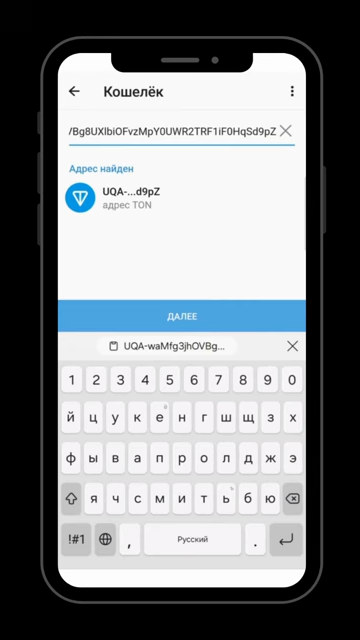 Кошелёк
/Bg8UXlbiOFvzMpY0UWR2TRF1iF0HqSd9pZ
Адрес найден
UQA-...d9pZ
адрес TON
ДАЛЕЕ
UQA-waMfg3jhOVBg...
1 2 3 4 5 6 7 8 9 0
й ц у к е н г ш щ з х
ф ы в а п р о л д ж э
я ч с м и т ь б ю
!#1 , Русский .